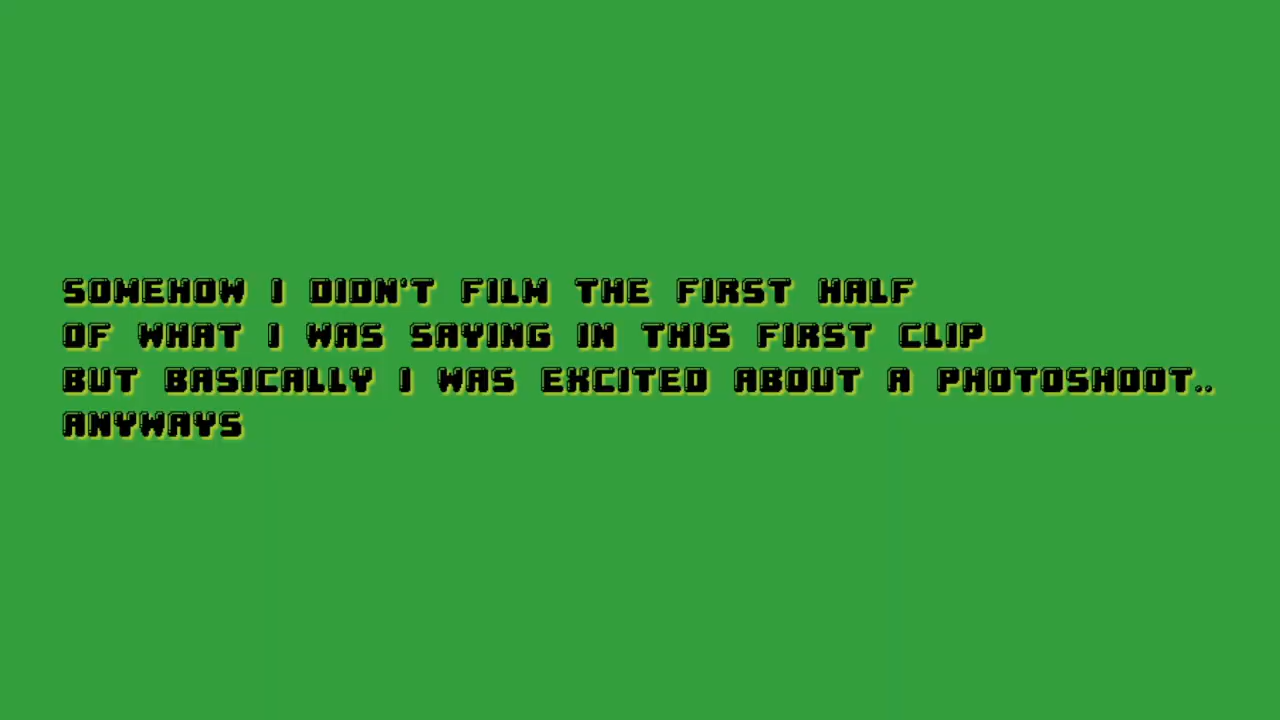 SOMEHOW I DIDN'T FILM THE FIRST HALF
OF WHAT I WAS SAYING IN THIS FIRST CLIP
BUT BASICALLY I WAS EXCITED ABOUT A PHOTOSHOOT..
ANYWAYS